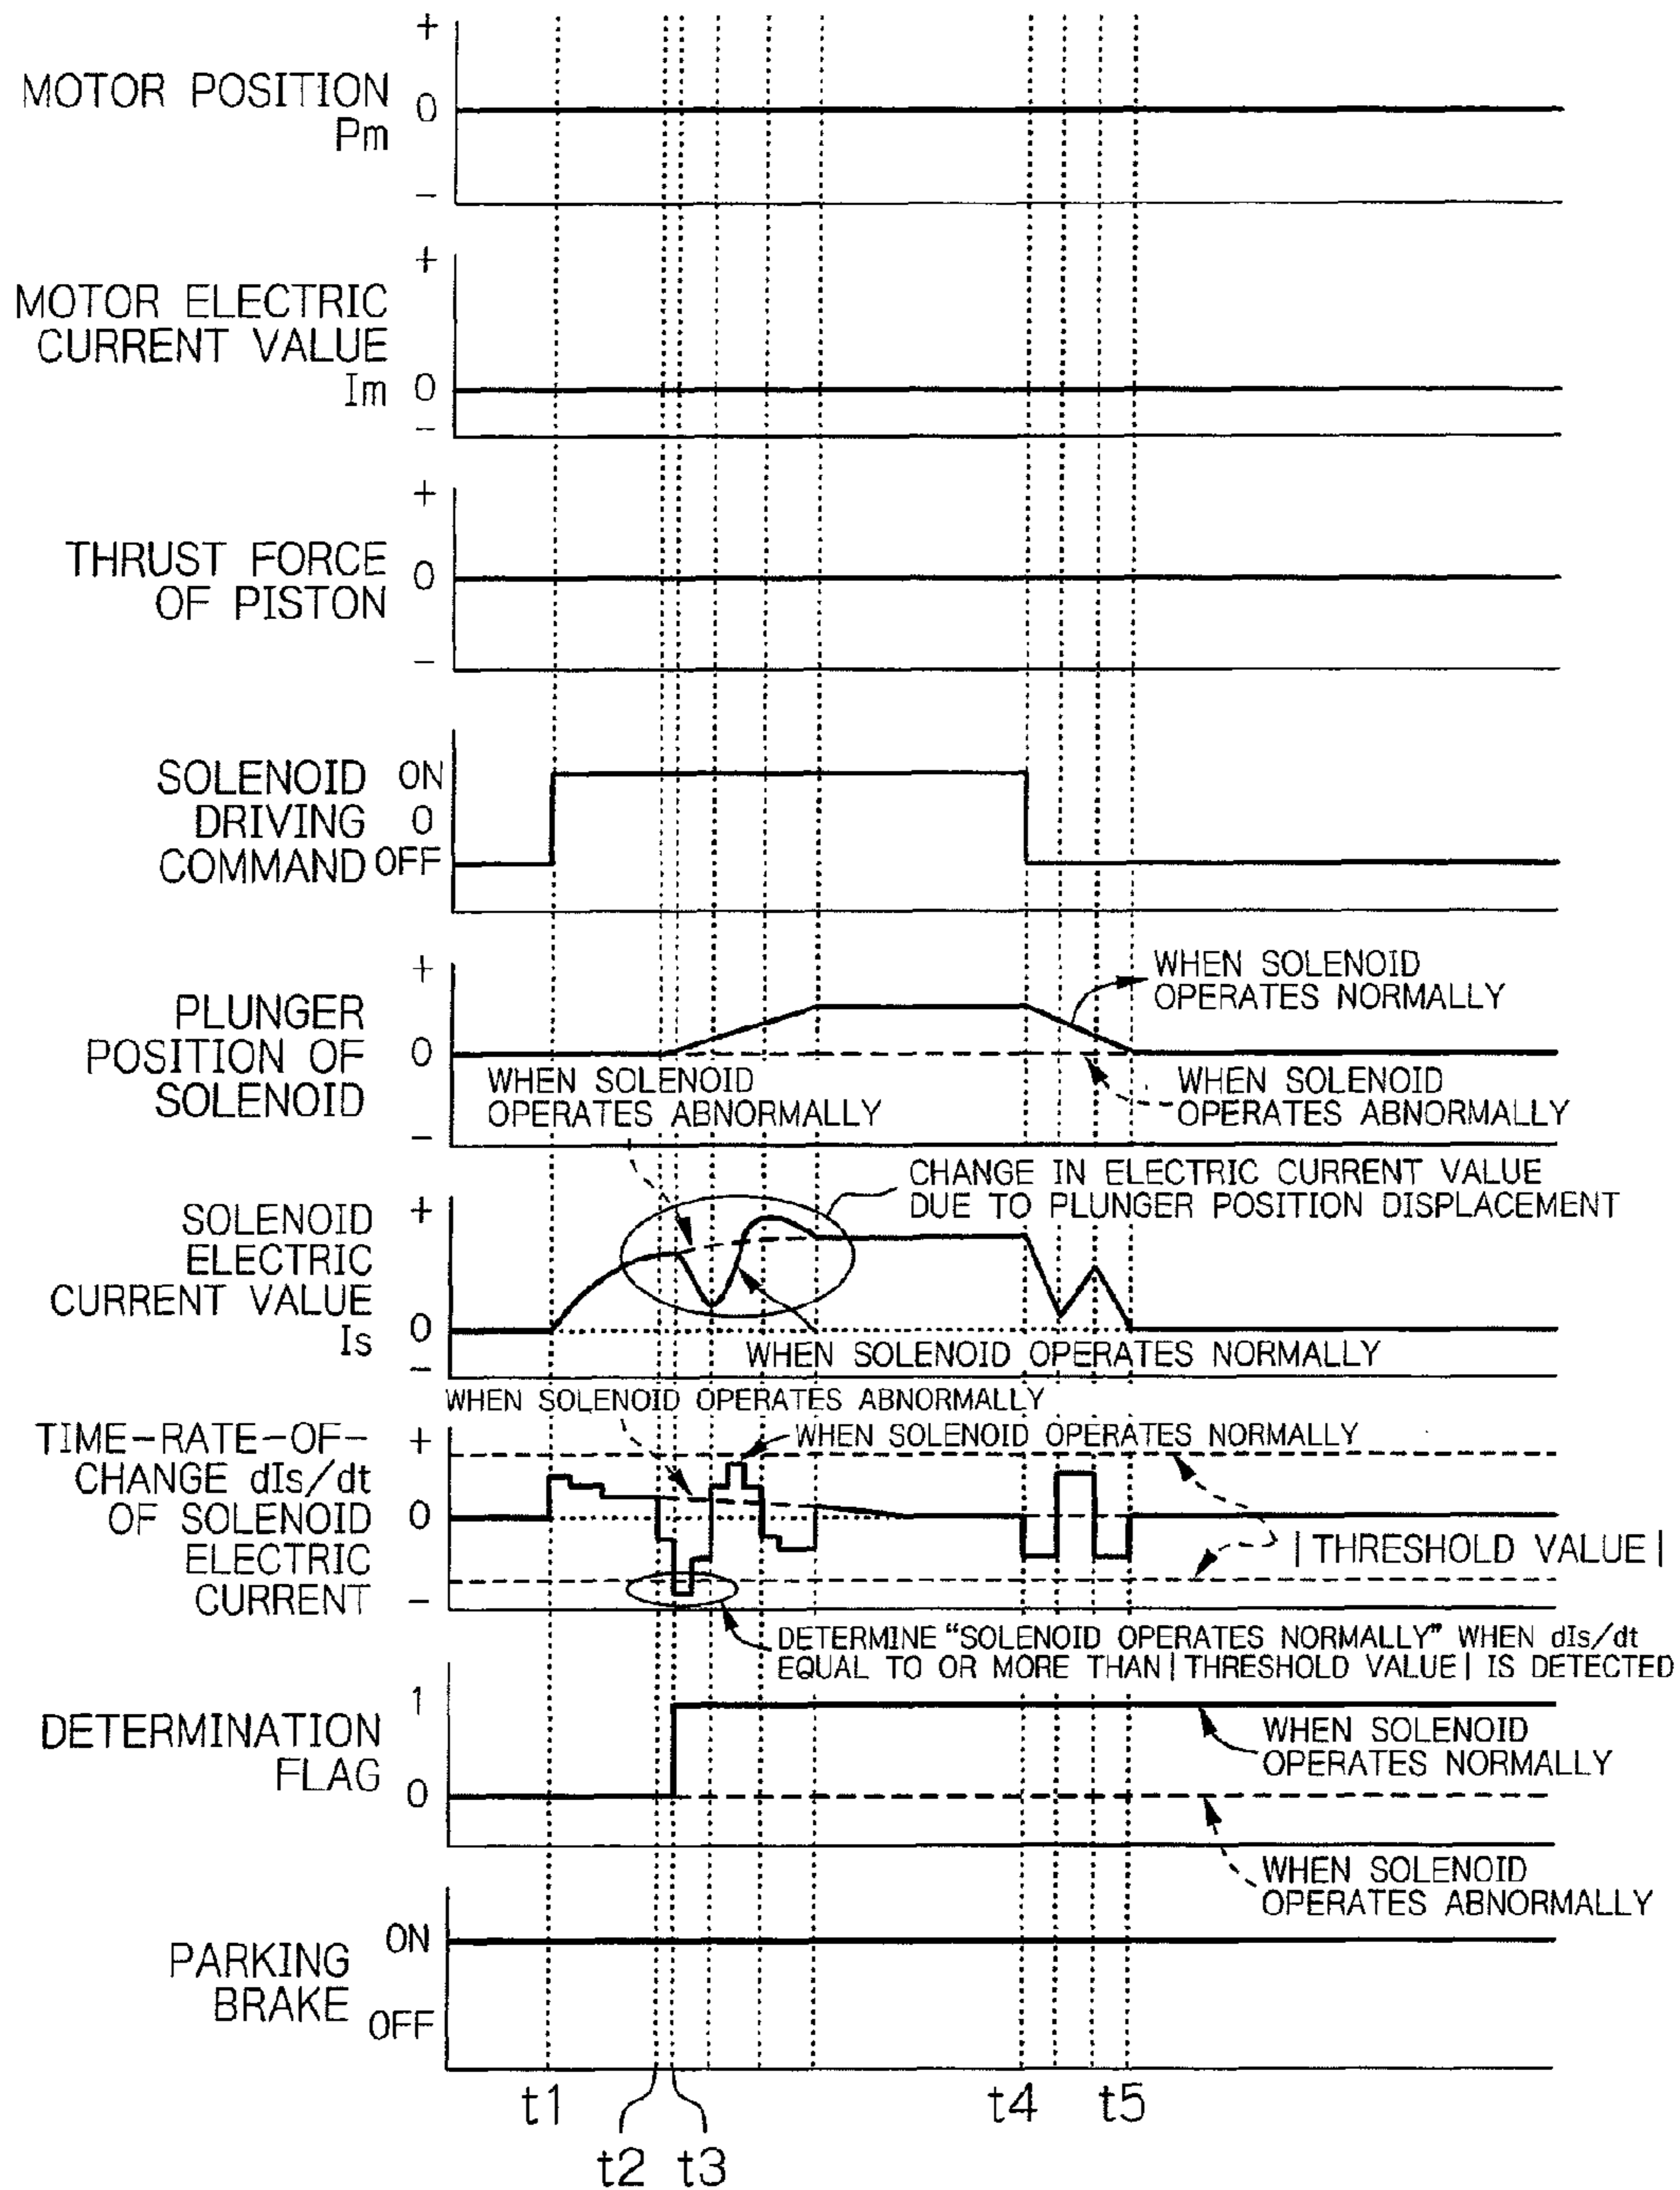 +
MOTOR POSITION
Pm
0
−
+
MOTOR ELECTRIC
CURRENT VALUE
Im
0
−
+
THRUST FORCE
OF PISTON
0
−
SOLENOID
DRIVING
COMMAND
ON
0
OFF
+
PLUNGER
POSITION OF
SOLENOID
0
−
WHEN SOLENOID
OPERATES NORMALLY
WHEN SOLENOID
OPERATES ABNORMALLY
WHEN SOLENOID
OPERATES ABNORMALLY
CHANGE IN ELECTRIC CURRENT VALUE
DUE TO PLUNGER POSITION DISPLACEMENT
SOLENOID
ELECTRIC
CURRENT VALUE
Is
+
0
−
WHEN SOLENOID OPERATES NORMALLY
WHEN SOLENOID OPERATES ABNORMALLY
TIME-RATE-OF-
CHANGE dIs/dt
OF SOLENOID
ELECTRIC
CURRENT
+
0
−
WHEN SOLENOID OPERATES NORMALLY
|THRESHOLD VALUE|
DETERMINE “SOLENOID OPERATES NORMALLY” WHEN dIs/dt
EQUAL TO OR MORE THAN|THRESHOLD VALUE| IS DETECTED
DETERMINATION
FLAG
1
0
WHEN SOLENOID
OPERATES NORMALLY
WHEN SOLENOID
OPERATES ABNORMALLY
PARKING
BRAKE
ON
OFF
t1
t2
t3
t4
t5